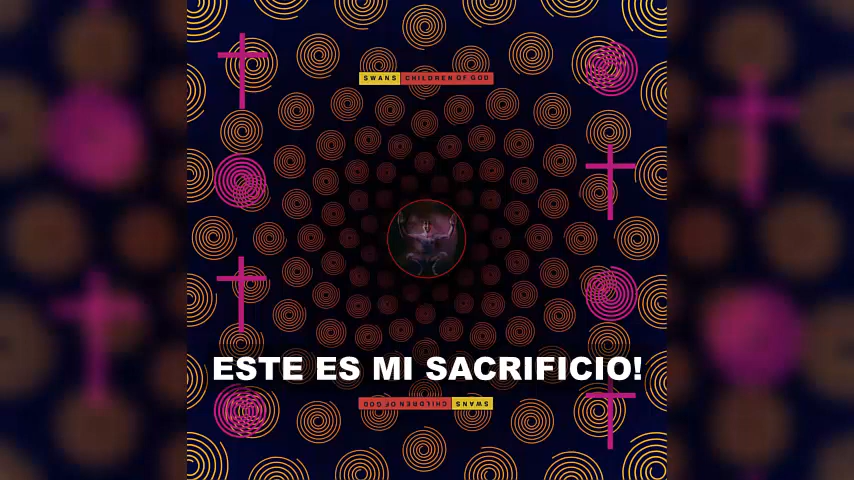 SWANS CHILDREN OF GOD
ESTE ES MI SACRIFICIO!
SWANS CHILDREN OF GOD